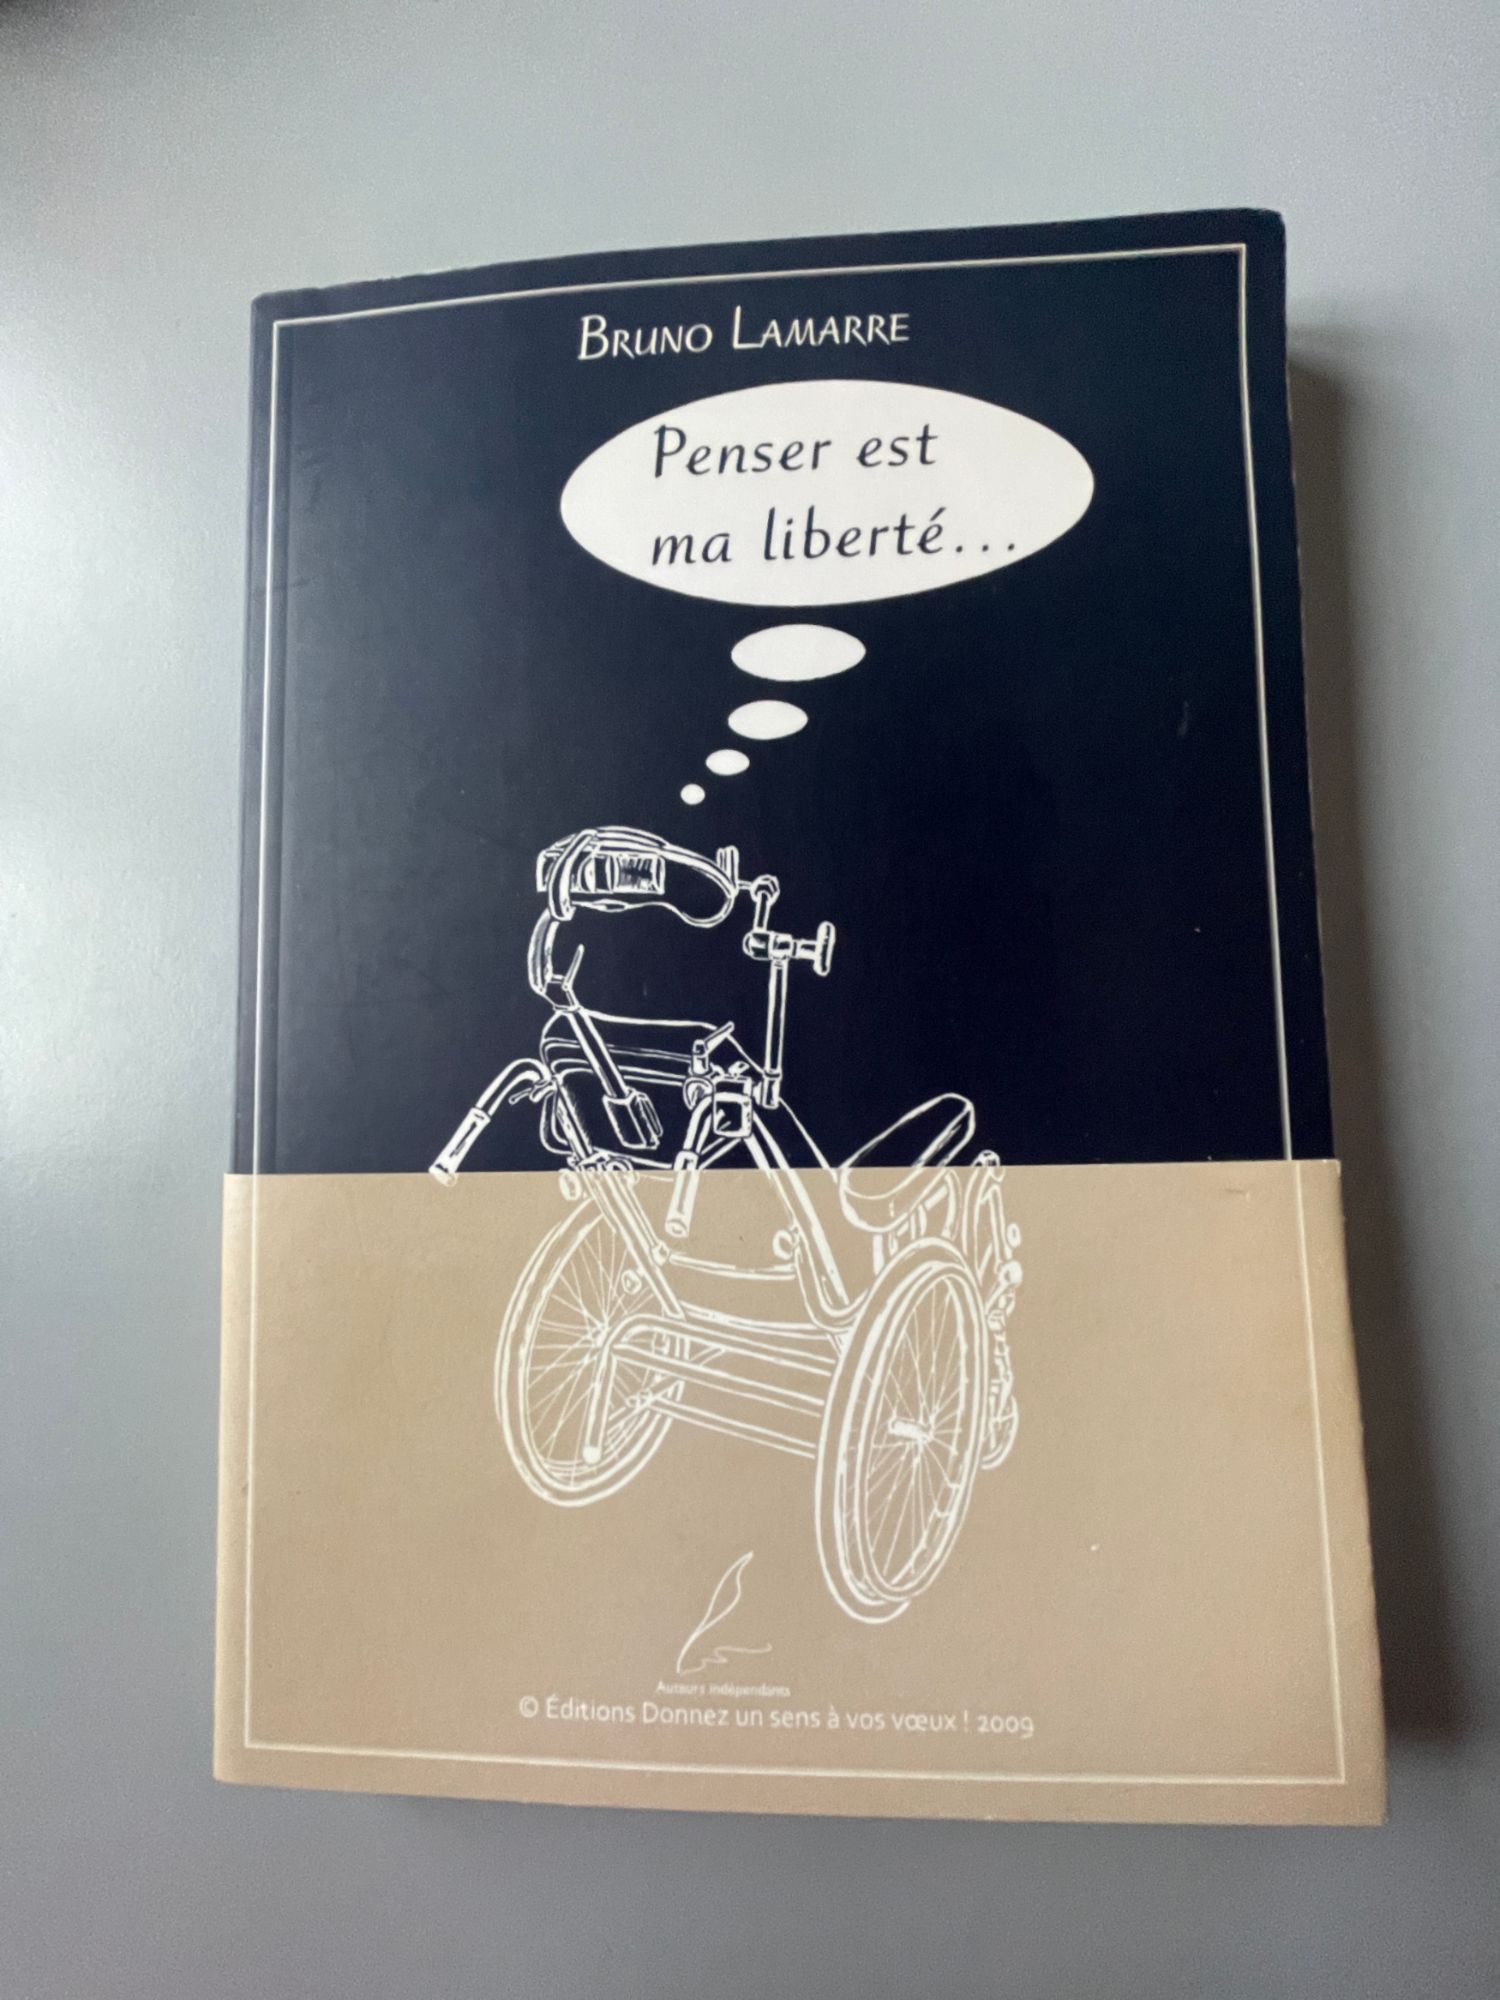 BRUNO LAMARRE
Penser est
ma liberté...
Auteurs indépendants
© Éditions Donnez un sens à vos vœux ! 2009